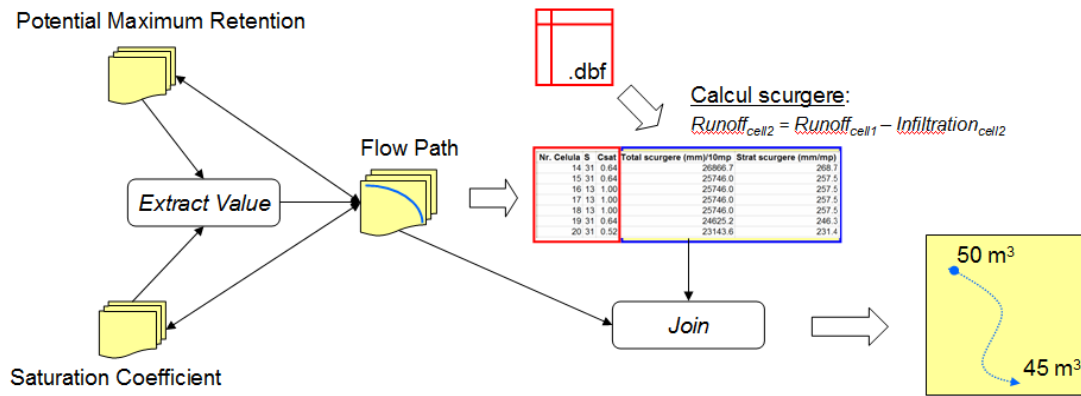 Potential Maximum Retention
.dbf
Calcul scurgere:
Runoff_cell2 = Runoff_cell1 – Infiltration_cell2
Flow Path
Extract Value
Nr. Celula S Csat Total scurgere (mm)/10mp Strat scurgere (mm/mp)
14 31 0.64 26866.7 268.7
15 31 0.64 25746.0 257.5
16 13 1.00 25746.0 257.5
17 13 1.00 25746.0 257.5
18 13 1.00 25746.0 257.5
19 31 0.64 24625.2 246.3
20 31 0.52 23143.6 231.4
50 m³
Join
45 m³
Saturation Coefficient